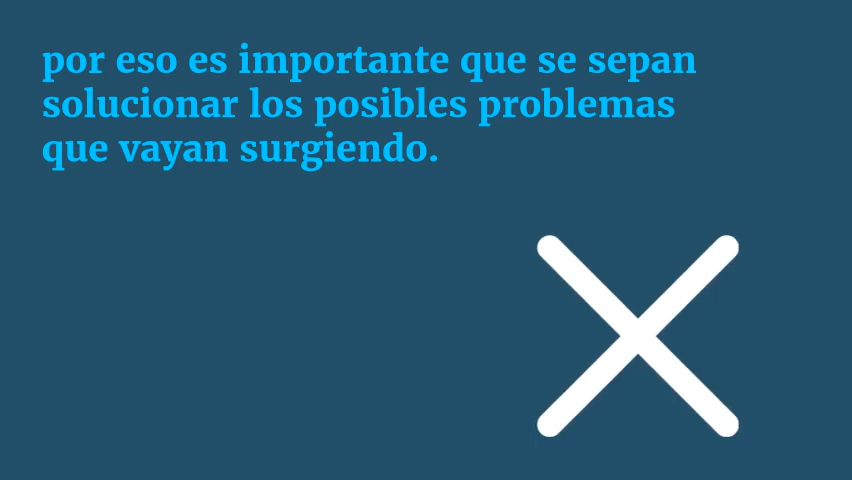 por eso es importante que se sepan
solucionar los posibles problemas
que vayan surgiendo.